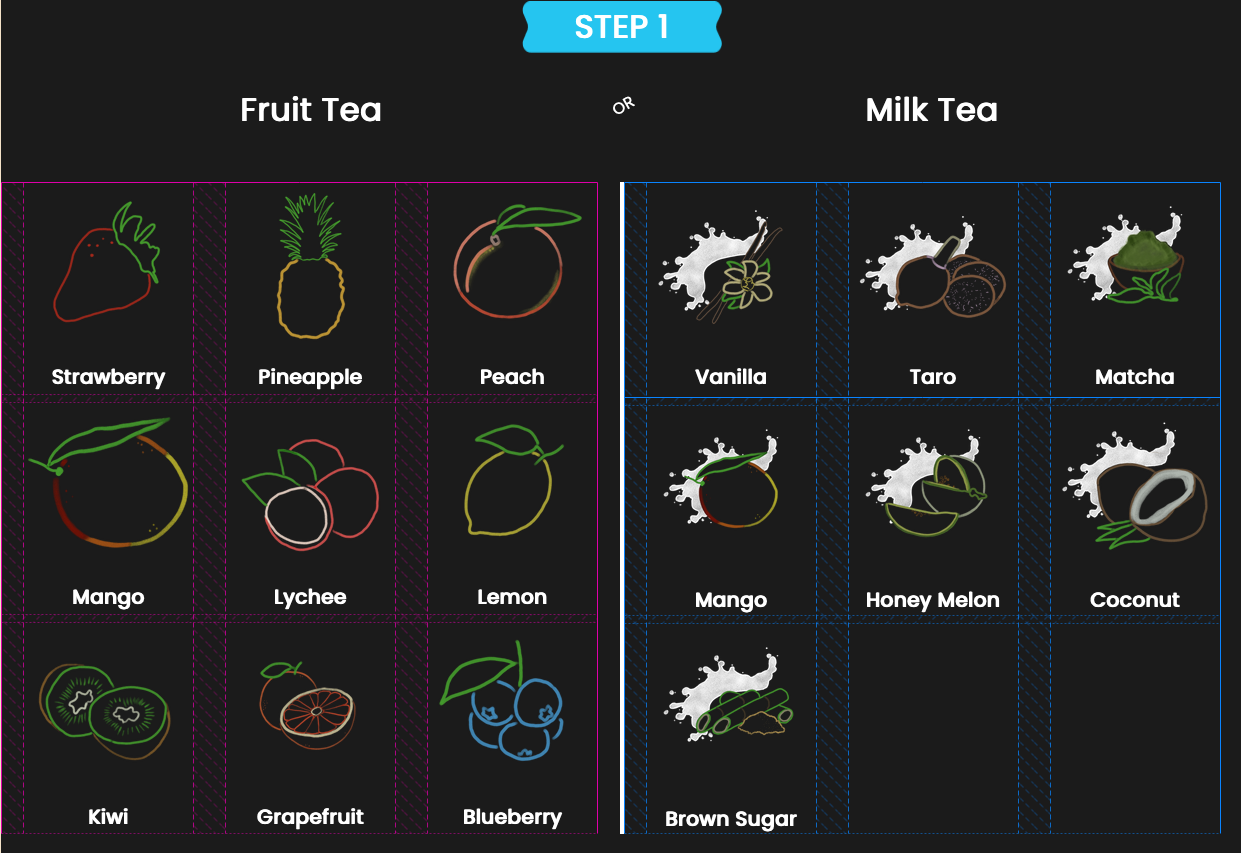 STEP 1
Fruit Tea
OR
Milk Tea
Strawberry
Pineapple
Peach
Mango
Lychee
Lemon
Kiwi
Grapefruit
Blueberry
Vanilla
Taro
Matcha
Mango
Honey Melon
Coconut
Brown Sugar